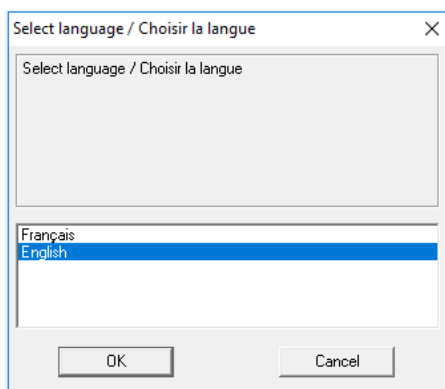 Select language / Choisir la langue
Select language / Choisir la langue
Français
English
OK
Cancel